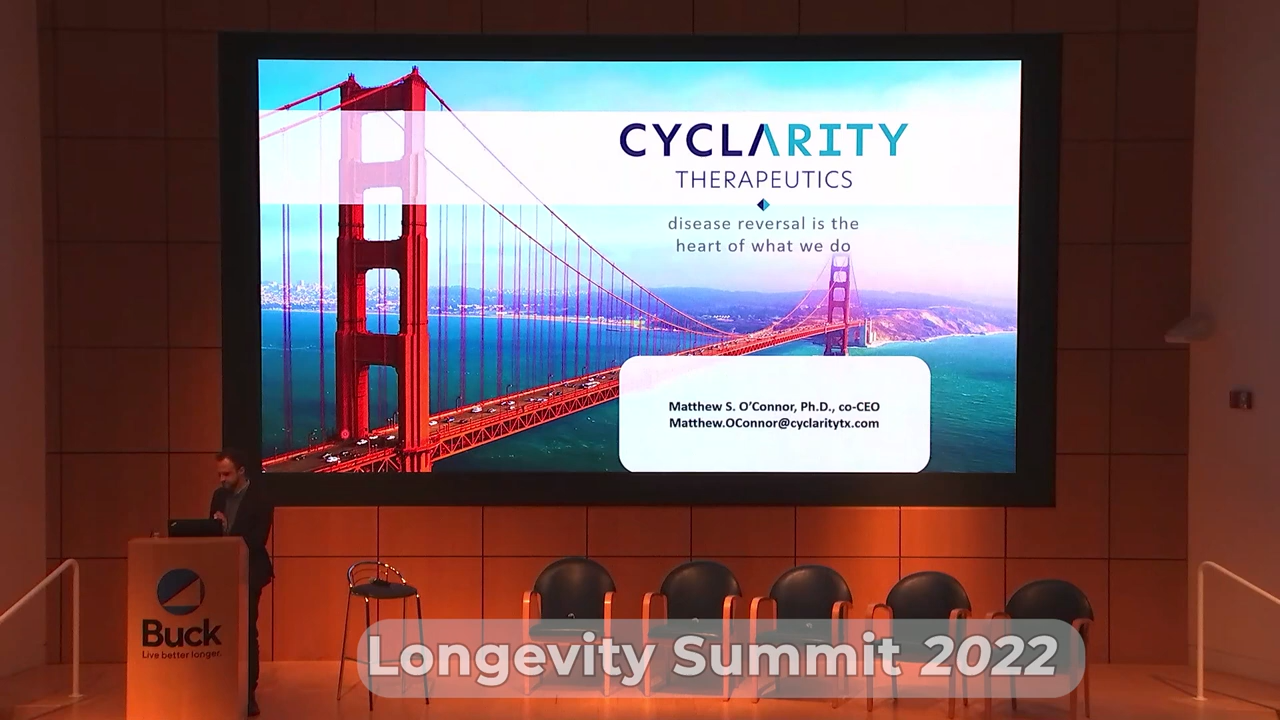 CYCLARITY
THERAPEUTICS
disease reversal is the
heart of what we do
Matthew S. O'Connor, Ph.D., co-CEO
Matthew.OConnor@cyclaritytx.com
Buck
Live better longer.
Longevity Summit 2022